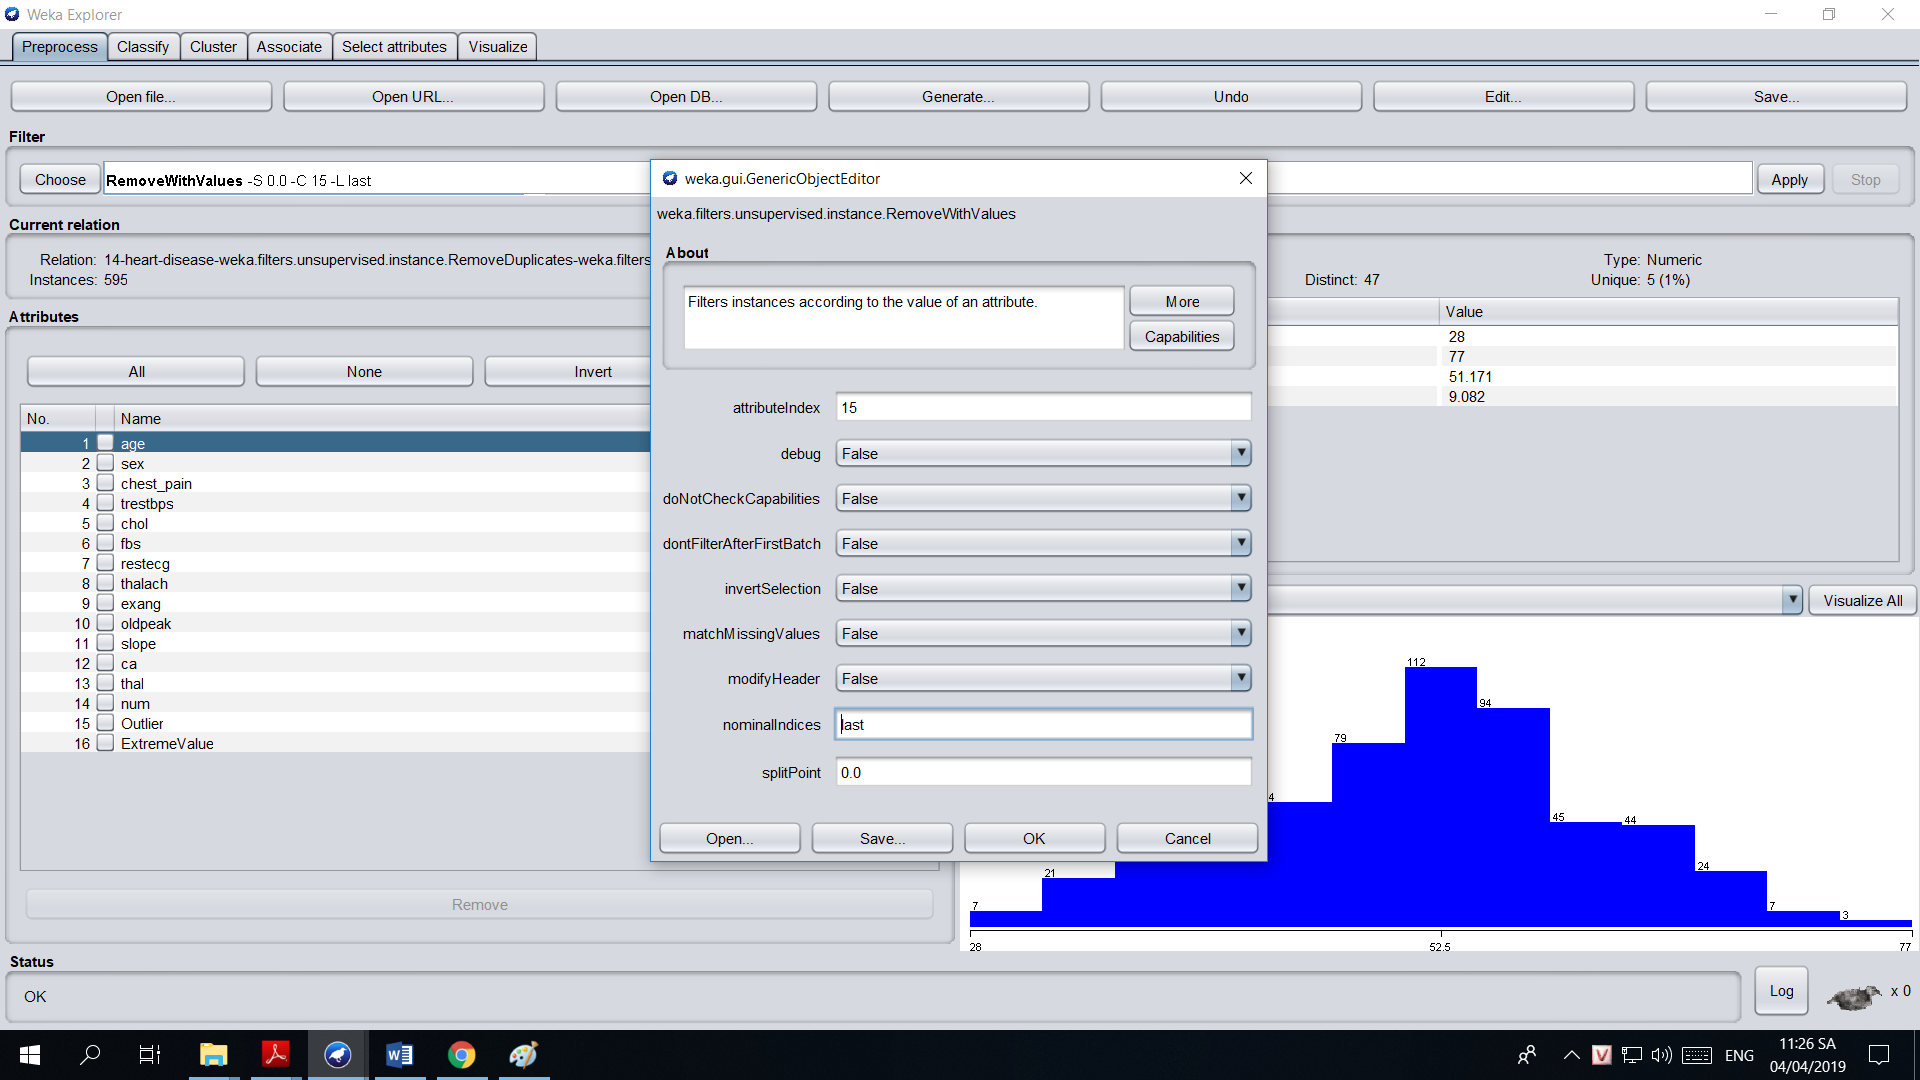 Weka Explorer
Preprocess Classify Cluster Associate Select attributes Visualize
Open file... Open URL... Open DB... Generate... Undo Edit... Save...
Filter
Choose RemoveWithValues -S 0.0 -C 15 -L last Apply Stop
Current relation
Relation: 14-heart-disease-weka.filters.unsupervised.instance.RemoveDuplicates-weka.filters
Instances: 595
Attributes
All None Invert
No. Name
1 age
2 sex
3 chest_pain
4 trestbps
5 chol
6 fbs
7 restecg
8 thalach
9 exang
10 oldpeak
11 slope
12 ca
13 thal
14 num
15 Outlier
16 ExtremeValue
Remove
weka.gui.GenericObjectEditor
weka.filters.unsupervised.instance.RemoveWithValues
About
Filters instances according to the value of an attribute.
More
Capabilities
attributeIndex 15
debug False
doNotCheckCapabilities False
dontFilterAfterFirstBatch False
invertSelection False
matchMissingValues False
modifyHeader False
nominalIndices last
splitPoint 0.0
Open... Save... OK Cancel
Type: Numeric
Distinct: 47 Unique: 5 (1%)
Value
28
77
51.171
9.082
Visualize All
7 21 4 79 112 94 45 44 24 7 3
28 52.5 77
Status
OK
Log x 0
ENG 11:26 SA
04/04/2019